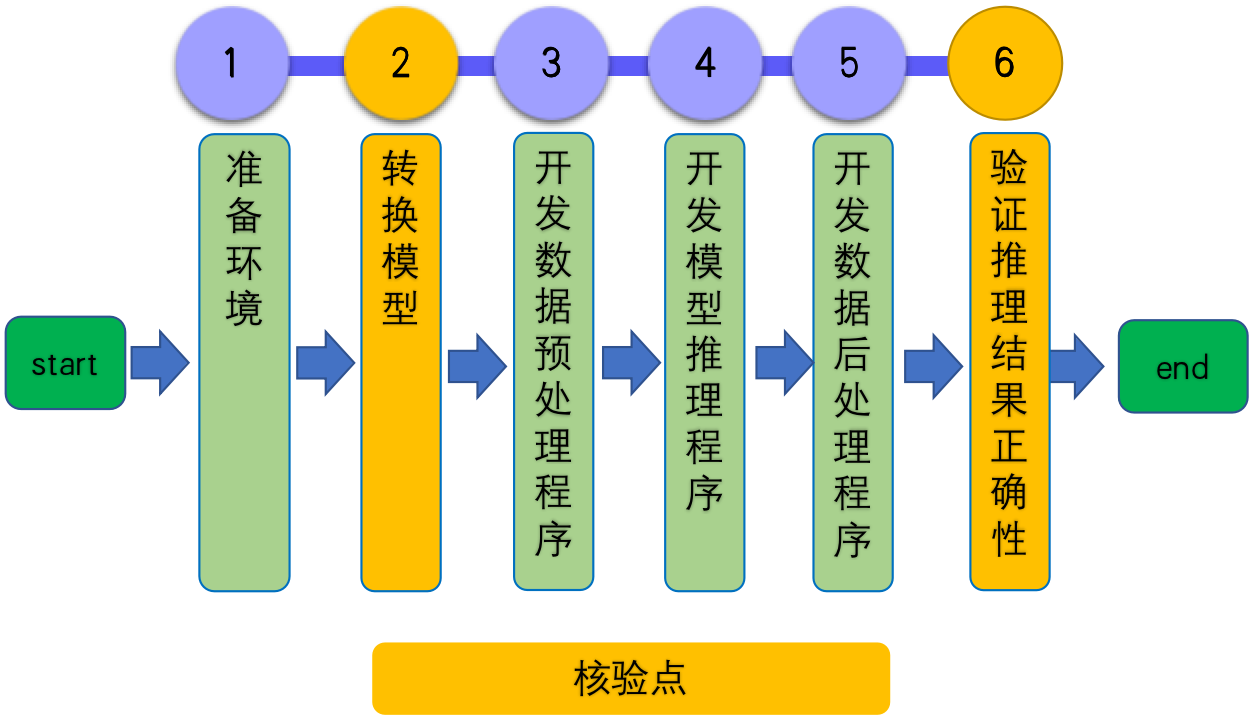 1
2
3
4
5
6
start
准备环境
转换模型
开发数据预处理程序
开发模型推理程序
开发数据后处理程序
验证推理结果正确性
end
核验点